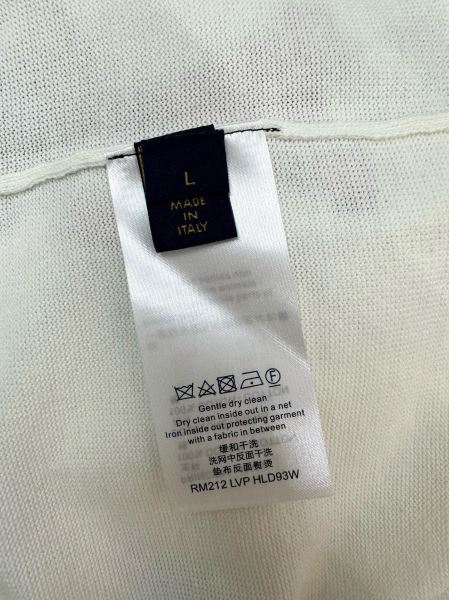 L
MADE
IN
ITALY
F
Gentle dry clean
Dry clean inside out in a net
Iron inside out protecting garment
with a fabric in between
缓和干洗
洗网中反面干洗
垫布反面熨烫
RM212 LVP HLD93W